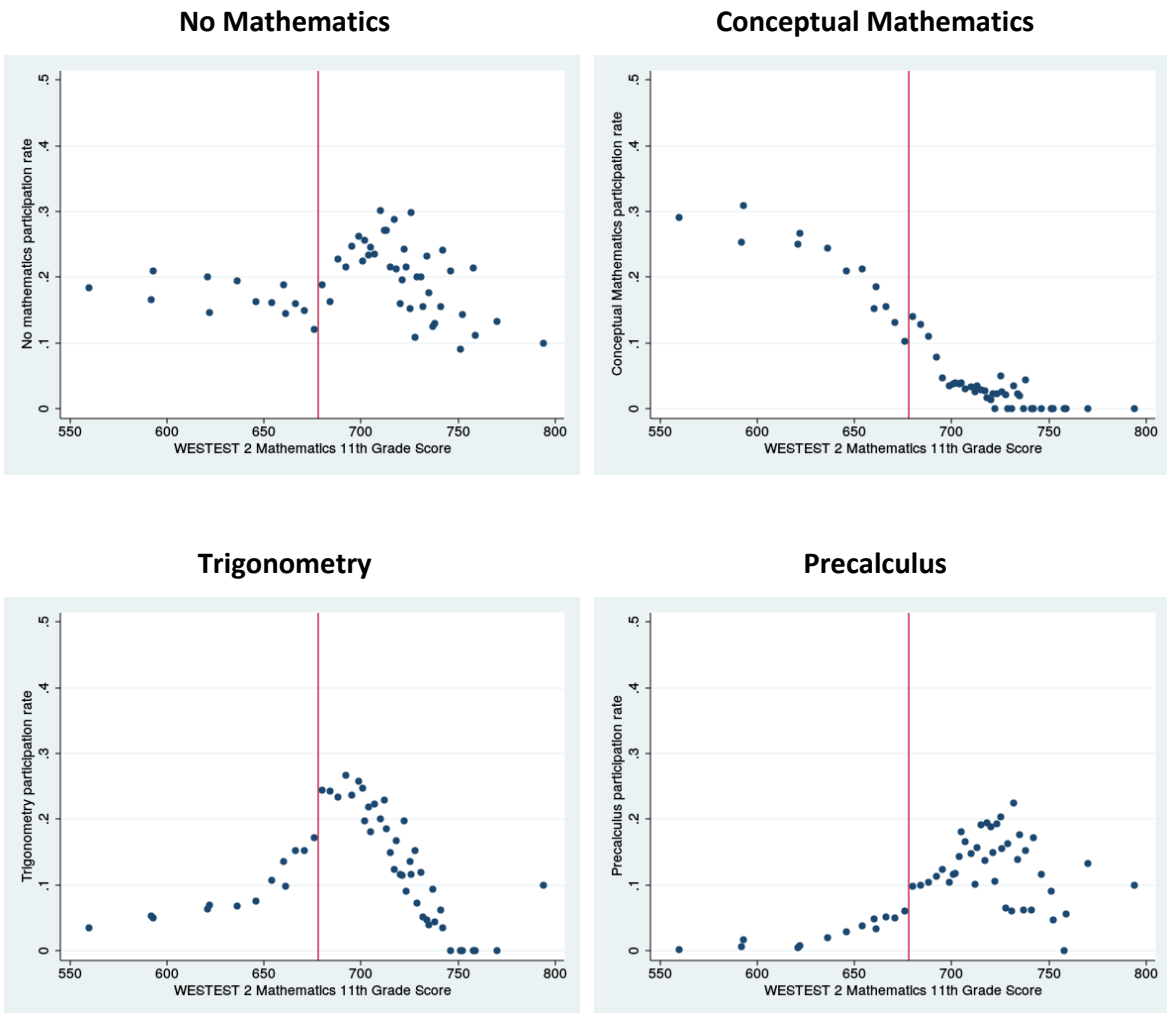 No Mathematics
Conceptual Mathematics
No mathematics participation rate
.5
.4
.3
.2
.1
0
550 600 650 700 750 800
WESTEST 2 Mathematics 11th Grade Score
Conceptual Mathematics participation rate
.5
.4
.3
.2
.1
0
550 600 650 700 750 800
WESTEST 2 Mathematics 11th Grade Score
Trigonometry
Precalculus
Trigonometry participation rate
.5
.4
.3
.2
.1
0
550 600 650 700 750 800
WESTEST 2 Mathematics 11th Grade Score
Precalculus participation rate
.5
.4
.3
.2
.1
0
550 600 650 700 750 800
WESTEST 2 Mathematics 11th Grade Score